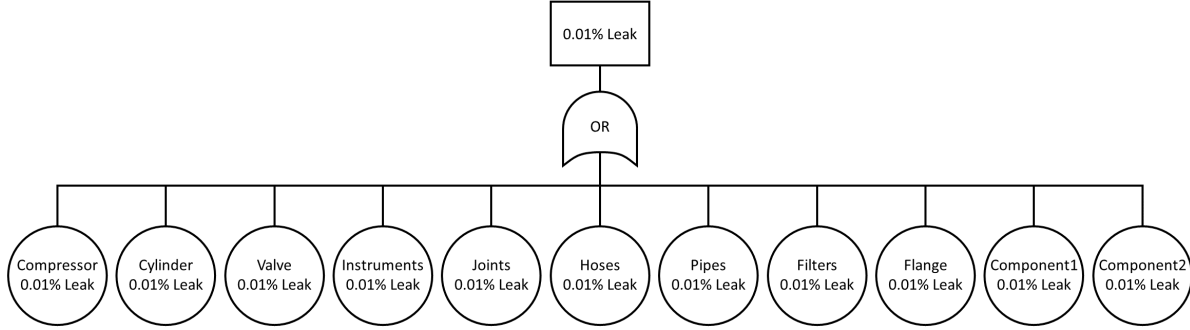 0.01% Leak
OR
Compressor
0.01% Leak
Cylinder
0.01% Leak
Valve
0.01% Leak
Instruments
0.01% Leak
Joints
0.01% Leak
Hoses
0.01% Leak
Pipes
0.01% Leak
Filters
0.01% Leak
Flange
0.01% Leak
Component1
0.01% Leak
Component2
0.01% Leak